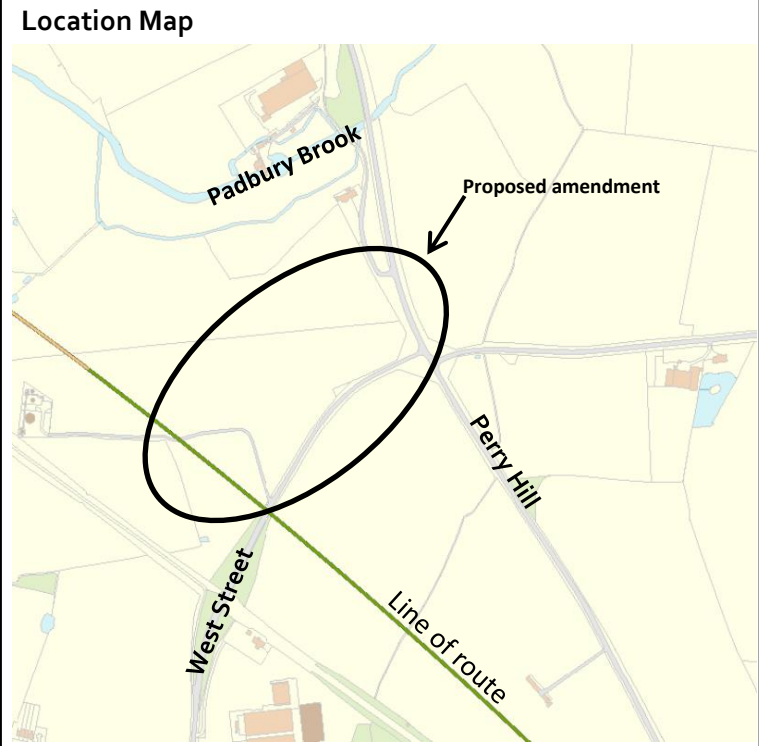 Location Map
Padbury Brook
Proposed amendment
Perry Hill
West Street
Line of route